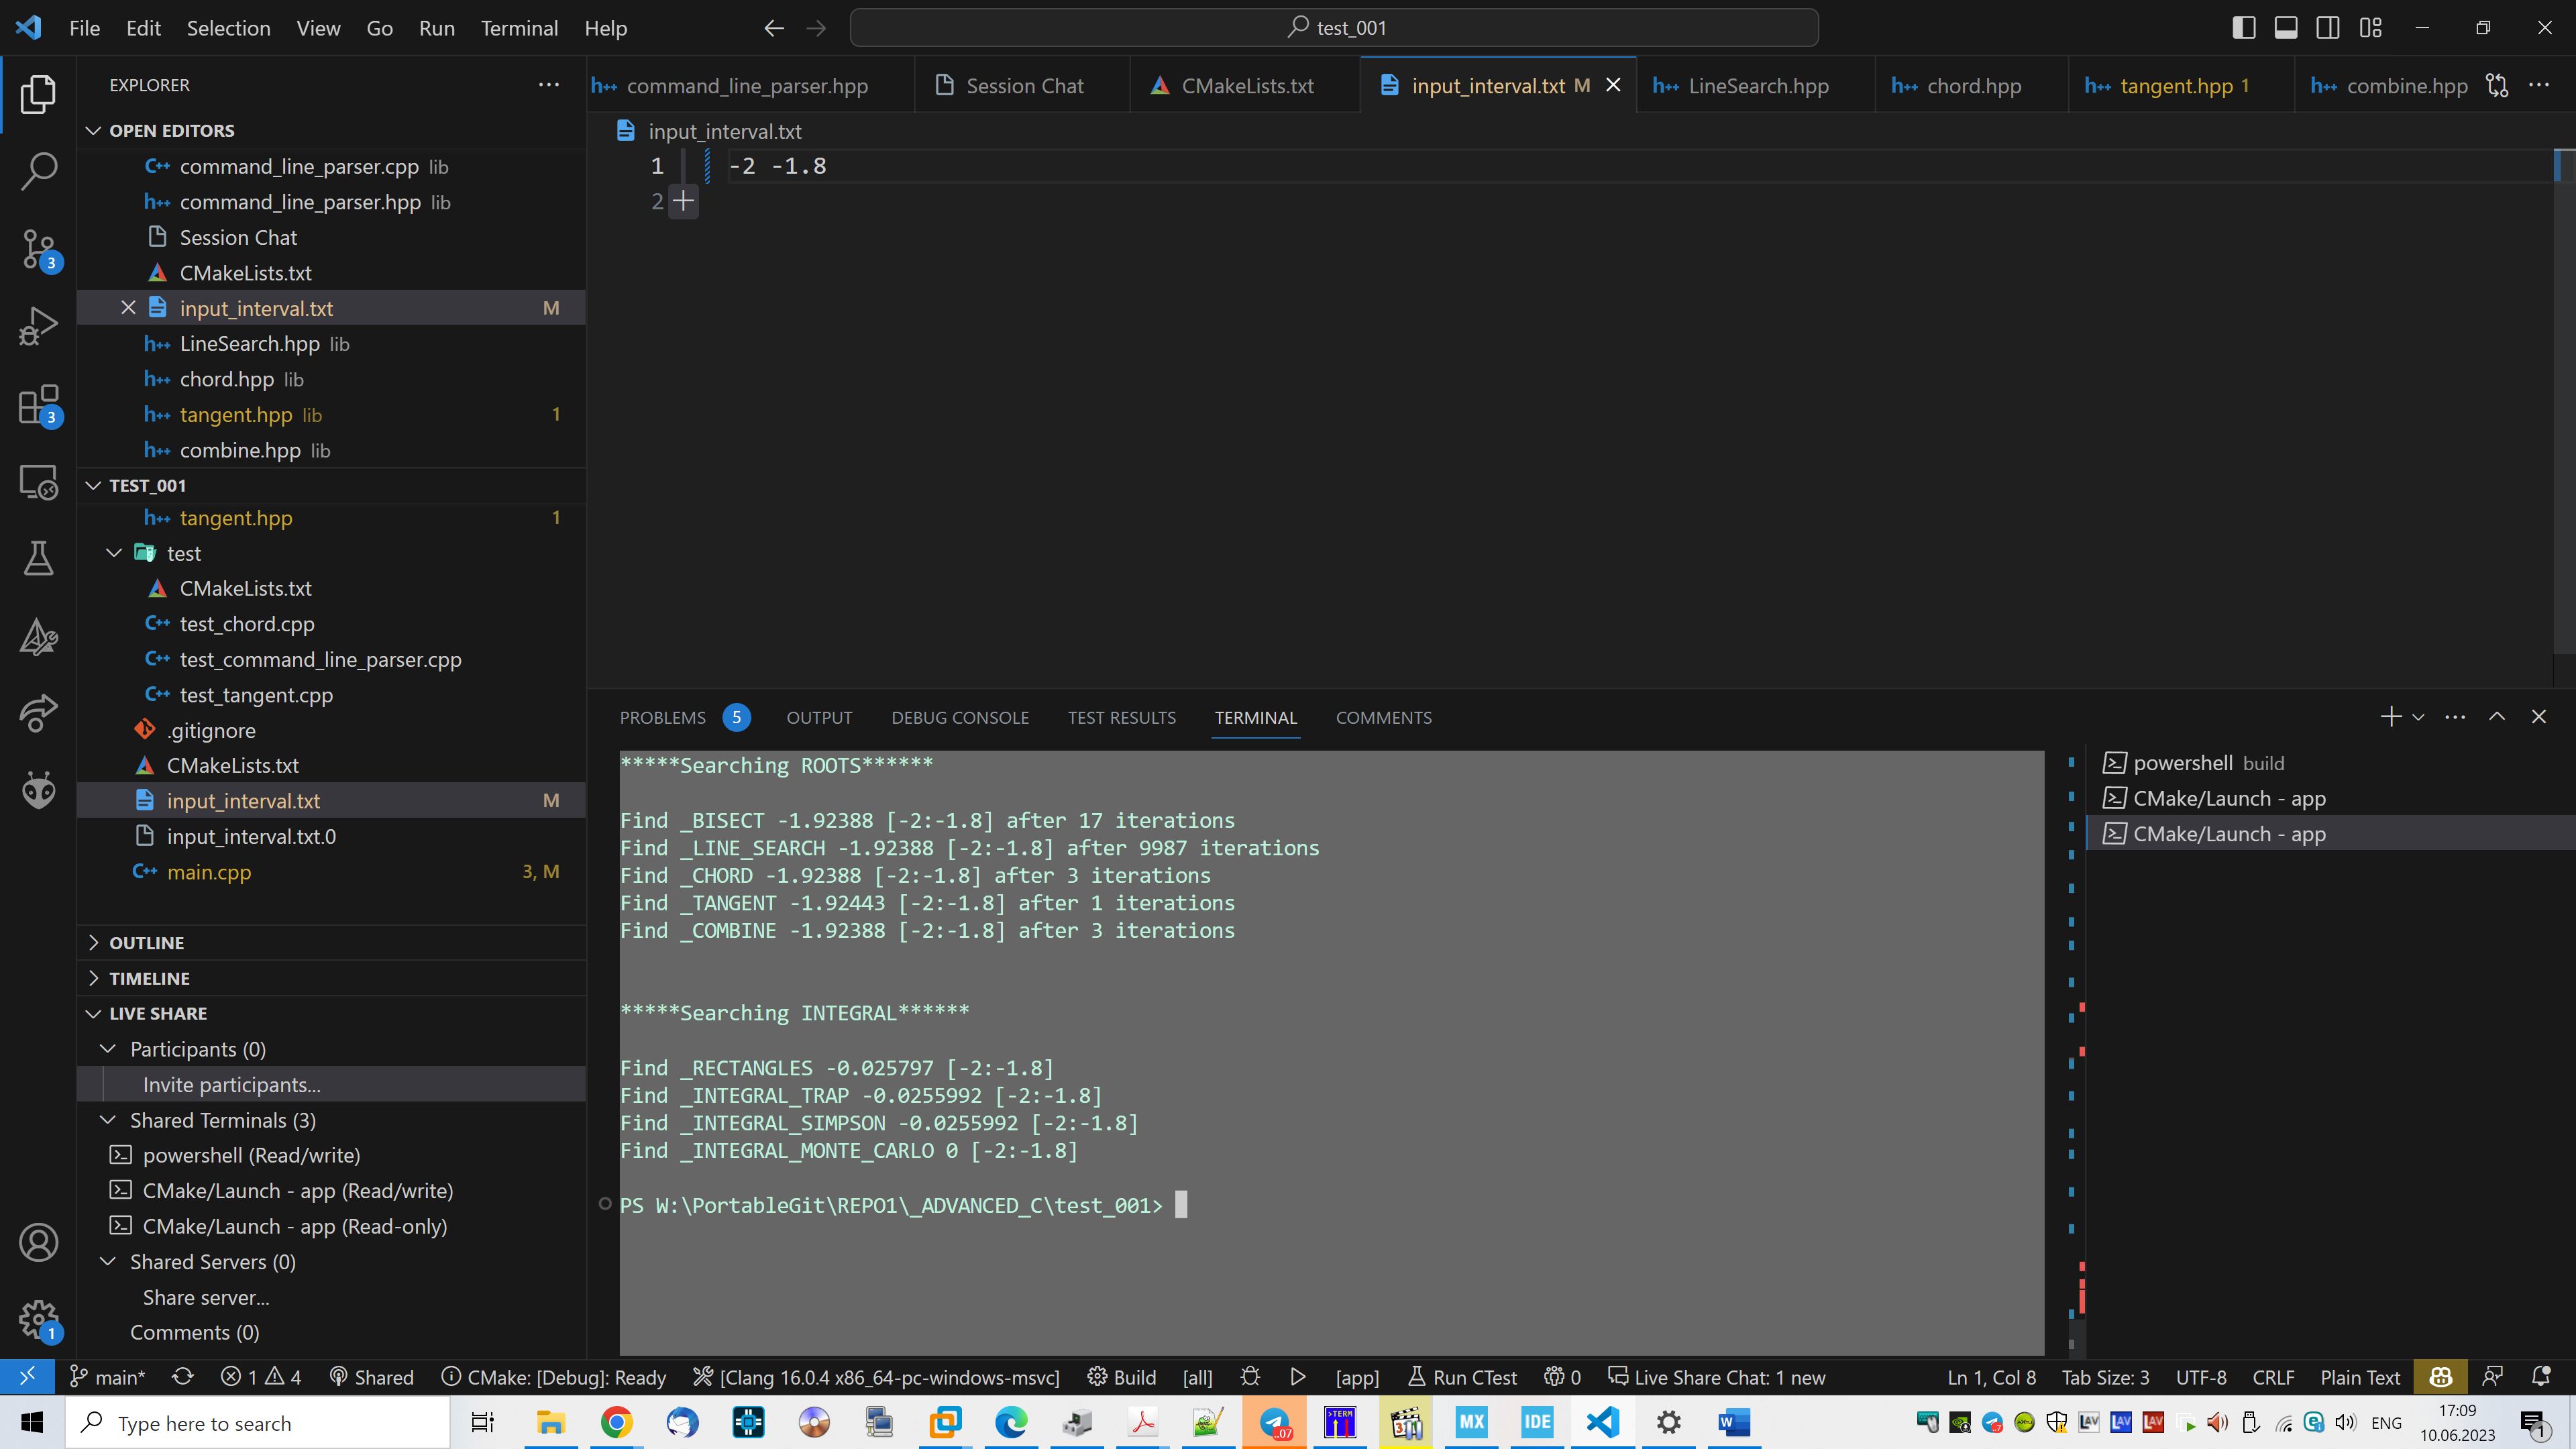 File Edit Selection View Go Run Terminal Help
test_001
EXPLORER
OPEN EDITORS
command_line_parser.cpp lib
command_line_parser.hpp lib
Session Chat
CMakeLists.txt
input_interval.txt M
LineSearch.hpp lib
chord.hpp lib
tangent.hpp lib 1
combine.hpp lib
TEST_001
tangent.hpp 1
test
CMakeLists.txt
test_chord.cpp
test_command_line_parser.cpp
test_tangent.cpp
.gitignore
CMakeLists.txt
input_interval.txt M
input_interval.txt.0
main.cpp 3, M
OUTLINE
TIMELINE
LIVE SHARE
Participants (0)
Invite participants...
Shared Terminals (3)
powershell (Read/write)
CMake/Launch - app (Read/write)
CMake/Launch - app (Read-only)
Shared Servers (0)
Share server...
Comments (0)
3
3
1
command_line_parser.hpp Session Chat CMakeLists.txt input_interval.txt M LineSearch.hpp chord.hpp tangent.hpp 1 combine.hpp
input_interval.txt
1 -2 -1.8
2
PROBLEMS 5 OUTPUT DEBUG CONSOLE TEST RESULTS TERMINAL COMMENTS
*****Searching ROOTS******
Find _BISECT -1.92388 [-2:-1.8] after 17 iterations
Find _LINE_SEARCH -1.92388 [-2:-1.8] after 9987 iterations
Find _CHORD -1.92388 [-2:-1.8] after 3 iterations
Find _TANGENT -1.92443 [-2:-1.8] after 1 iterations
Find _COMBINE -1.92388 [-2:-1.8] after 3 iterations
*****Searching INTEGRAL******
Find _RECTANGLES -0.025797 [-2:-1.8]
Find _INTEGRAL_TRAP -0.0255992 [-2:-1.8]
Find _INTEGRAL_SIMPSON -0.0255992 [-2:-1.8]
Find _INTEGRAL_MONTE_CARLO 0 [-2:-1.8]
PS W:\PortableGit\REPO1\_ADVANCED_C\test_001>
powershell build
CMake/Launch - app
CMake/Launch - app
main* 1 4 Shared CMake: [Debug]: Ready [Clang 16.0.4 x86_64-pc-windows-msvc] Build [all] [app] Run CTest 0 Live Share Chat: 1 new Ln 1, Col 8 Tab Size: 3 UTF-8 CRLF Plain Text
Type here to search
MX IDE
ENG
17:09
10.06.2023
1